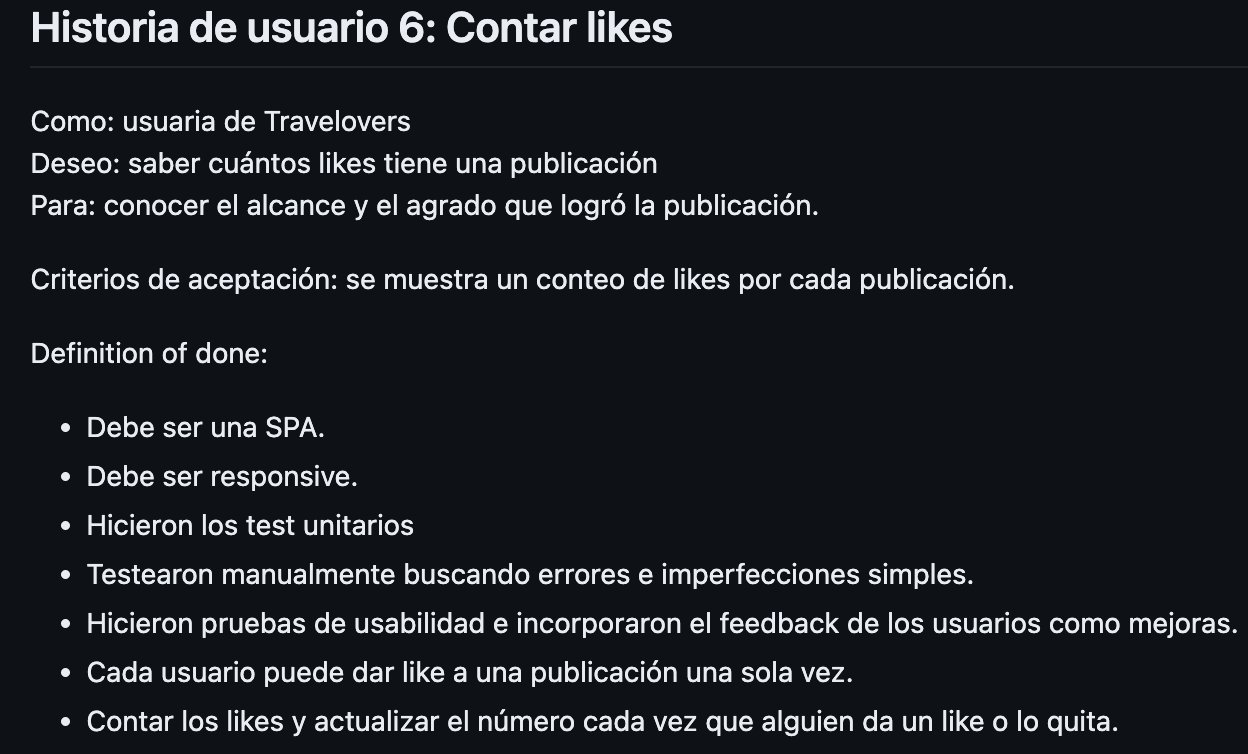 Historia de usuario 6: Contar likes
Como: usuaria de Travelovers
Deseo: saber cuántos likes tiene una publicación
Para: conocer el alcance y el agrado que logró la publicación.
Criterios de aceptación: se muestra un conteo de likes por cada publicación.
Definition of done:
• Debe ser una SPA.
• Debe ser responsive.
• Hicieron los test unitarios
• Testearon manualmente buscando errores e imperfecciones simples.
• Hicieron pruebas de usabilidad e incorporaron el feedback de los usuarios como mejoras.
• Cada usuario puede dar like a una publicación una sola vez.
• Contar los likes y actualizar el número cada vez que alguien da un like o lo quita.